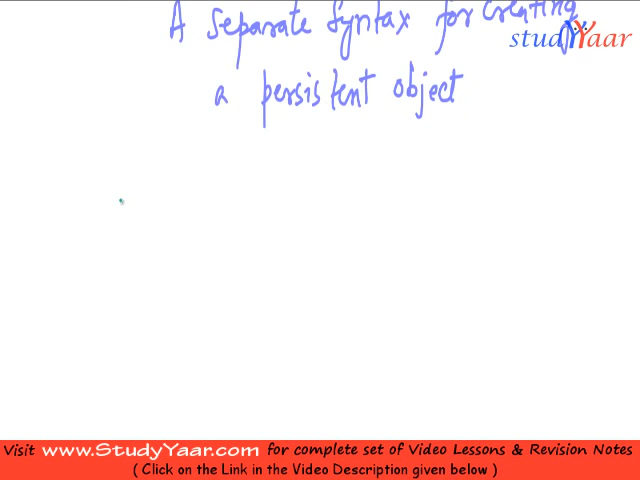 A separate Syntax for creating
studyYaar
a persistent object
Visit www.StudyYaar.com for complete set of Video Lessons & Revision Notes
( Click on the Link in the Video Description given below )